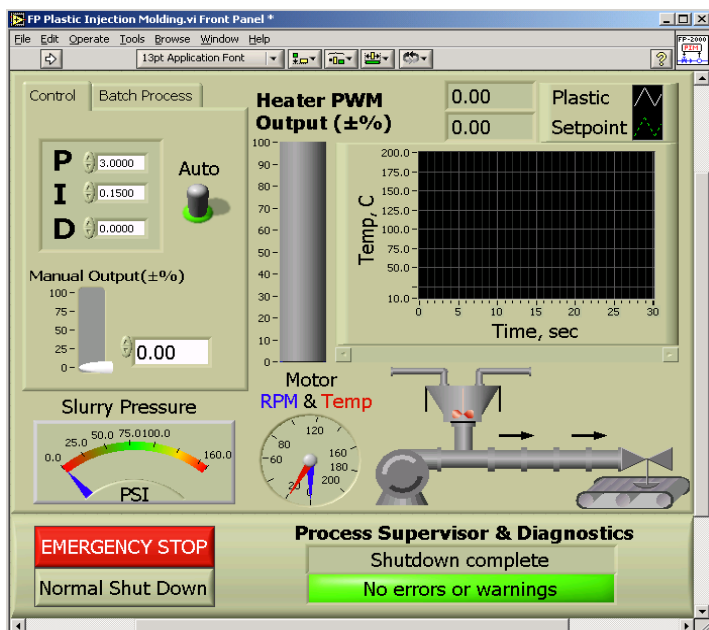 FP Plastic Injection Molding.vi Front Panel *
File Edit Operate Tools Browse Window Help
13pt Application Font
?
FP-2000
PIM
Control
Batch Process
P 3.0000
I 0.1500
D 0.0000
Auto
Manual Output(±%)
100
75
50
25
0
0.00
Heater PWM
Output (±%)
100
90
80
70
60
50
40
30
20
10
0
0.00
0.00
Plastic
Setpoint
Temp, C
200.0
175.0
150.0
125.0
100.0
75.0
50.0
10.0
0 5 10 15 20 25 30
Time, sec
Slurry Pressure
0.0 25.0 50.0 75.0 100.0 160.0
PSI
Motor
RPM & Temp
0 20 60 80 120 160 180 200
EMERGENCY STOP
Normal Shut Down
Process Supervisor & Diagnostics
Shutdown complete
No errors or warnings